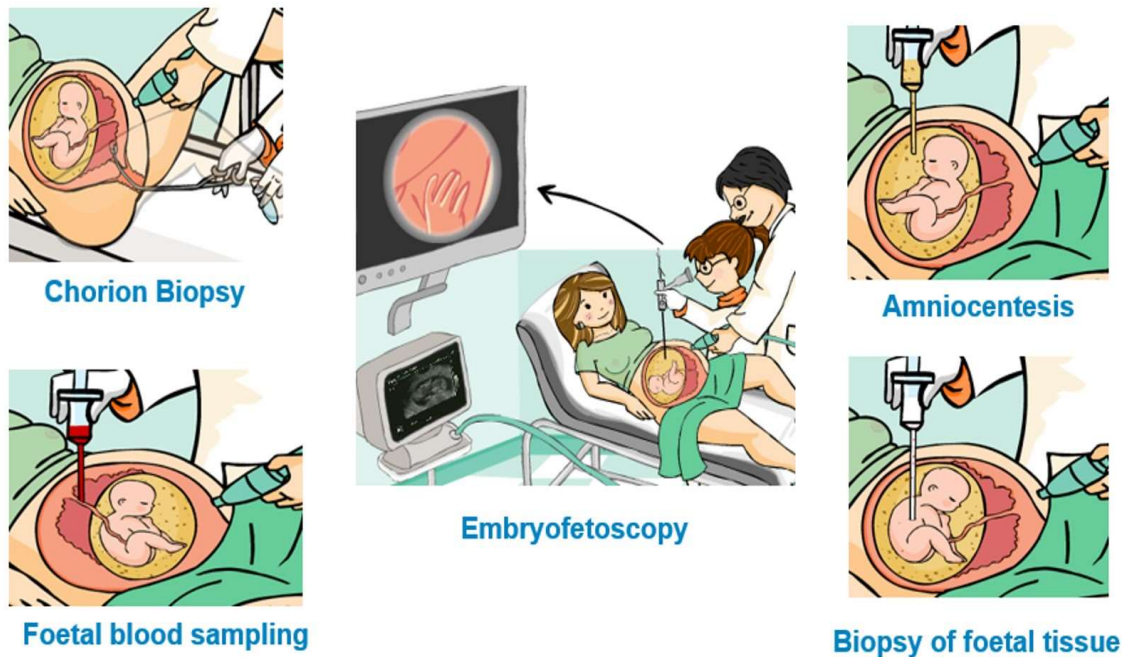 Chorion Biopsy
Amniocentesis
Embryofetoscopy
Foetal blood sampling
Biopsy of foetal tissue